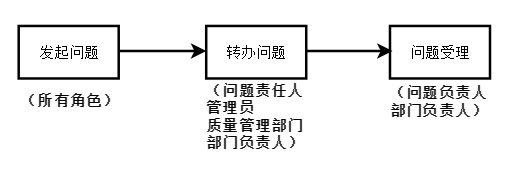 发起问题
转办问题
问题受理
（所有角色）
（问题责任人
管理员
质量管理部门
部门负责人）
（问题负责人
部门负责人）